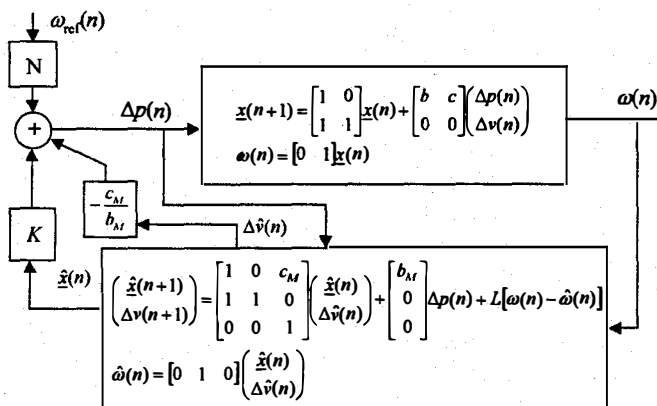 ω_ref(n)
N
+
Δp(n)
x(n+1) = [1 0; 1 1] x(n) + [b c; 0 0] (Δp(n); Δv(n))
ω(n) = [0 1] x(n)
ω(n)
-c_M/b_M
K
Δv̂(n)
x̂(n)
(x̂(n+1); Δv(n+1)) = [1 0 c_M; 1 1 0; 0 0 1] (x̂(n); Δv̂(n)) + [b_M; 0; 0] Δp(n) + L[ω(n) - ω̂(n)]
ω̂(n) = [0 1 0] (x̂(n); Δv̂(n))